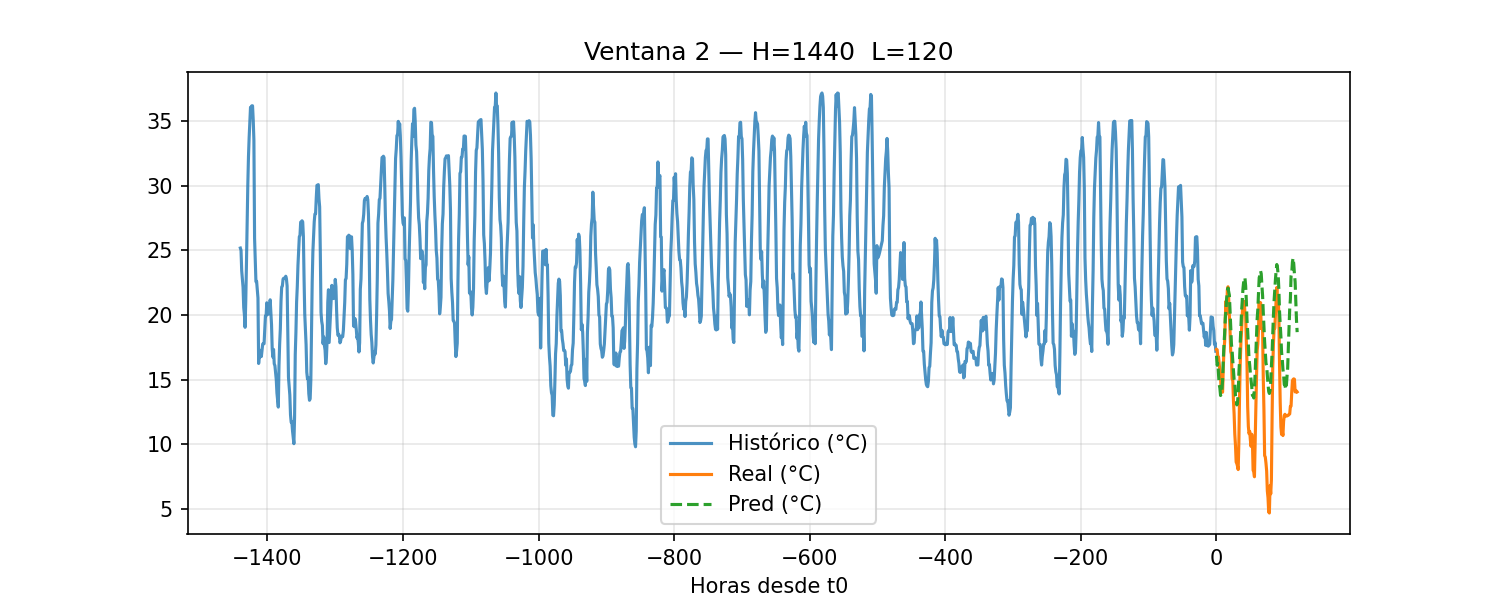 Ventana 2 — H=1440  L=120
35
30
25
20
15
10
5
Histórico (°C)
Real (°C)
Pred (°C)
−1400 −1200 −1000 −800 −600 −400 −200 0
Horas desde t0